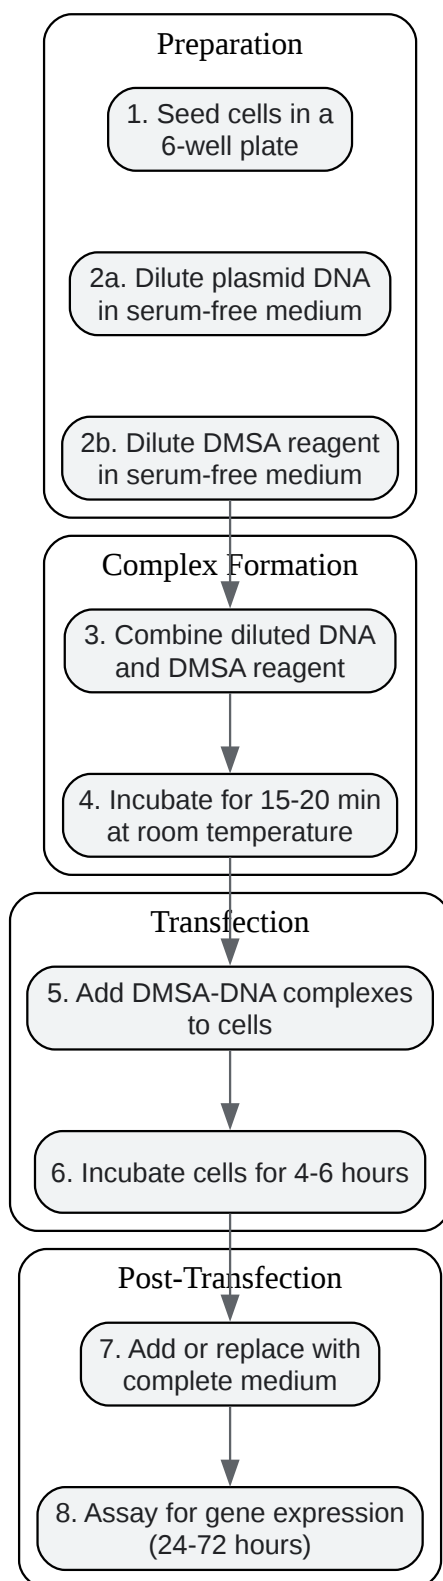 Preparation
1. Seed cells in a
6-well plate
2a. Dilute plasmid DNA
in serum-free medium
2b. Dilute DMSA reagent
in serum-free medium
Complex Formation
3. Combine diluted DNA
and DMSA reagent
4. Incubate for 15-20 min
at room temperature
Transfection
5. Add DMSA-DNA complexes
to cells
6. Incubate cells for 4-6 hours
Post-Transfection
7. Add or replace with
complete medium
8. Assay for gene expression
(24-72 hours)